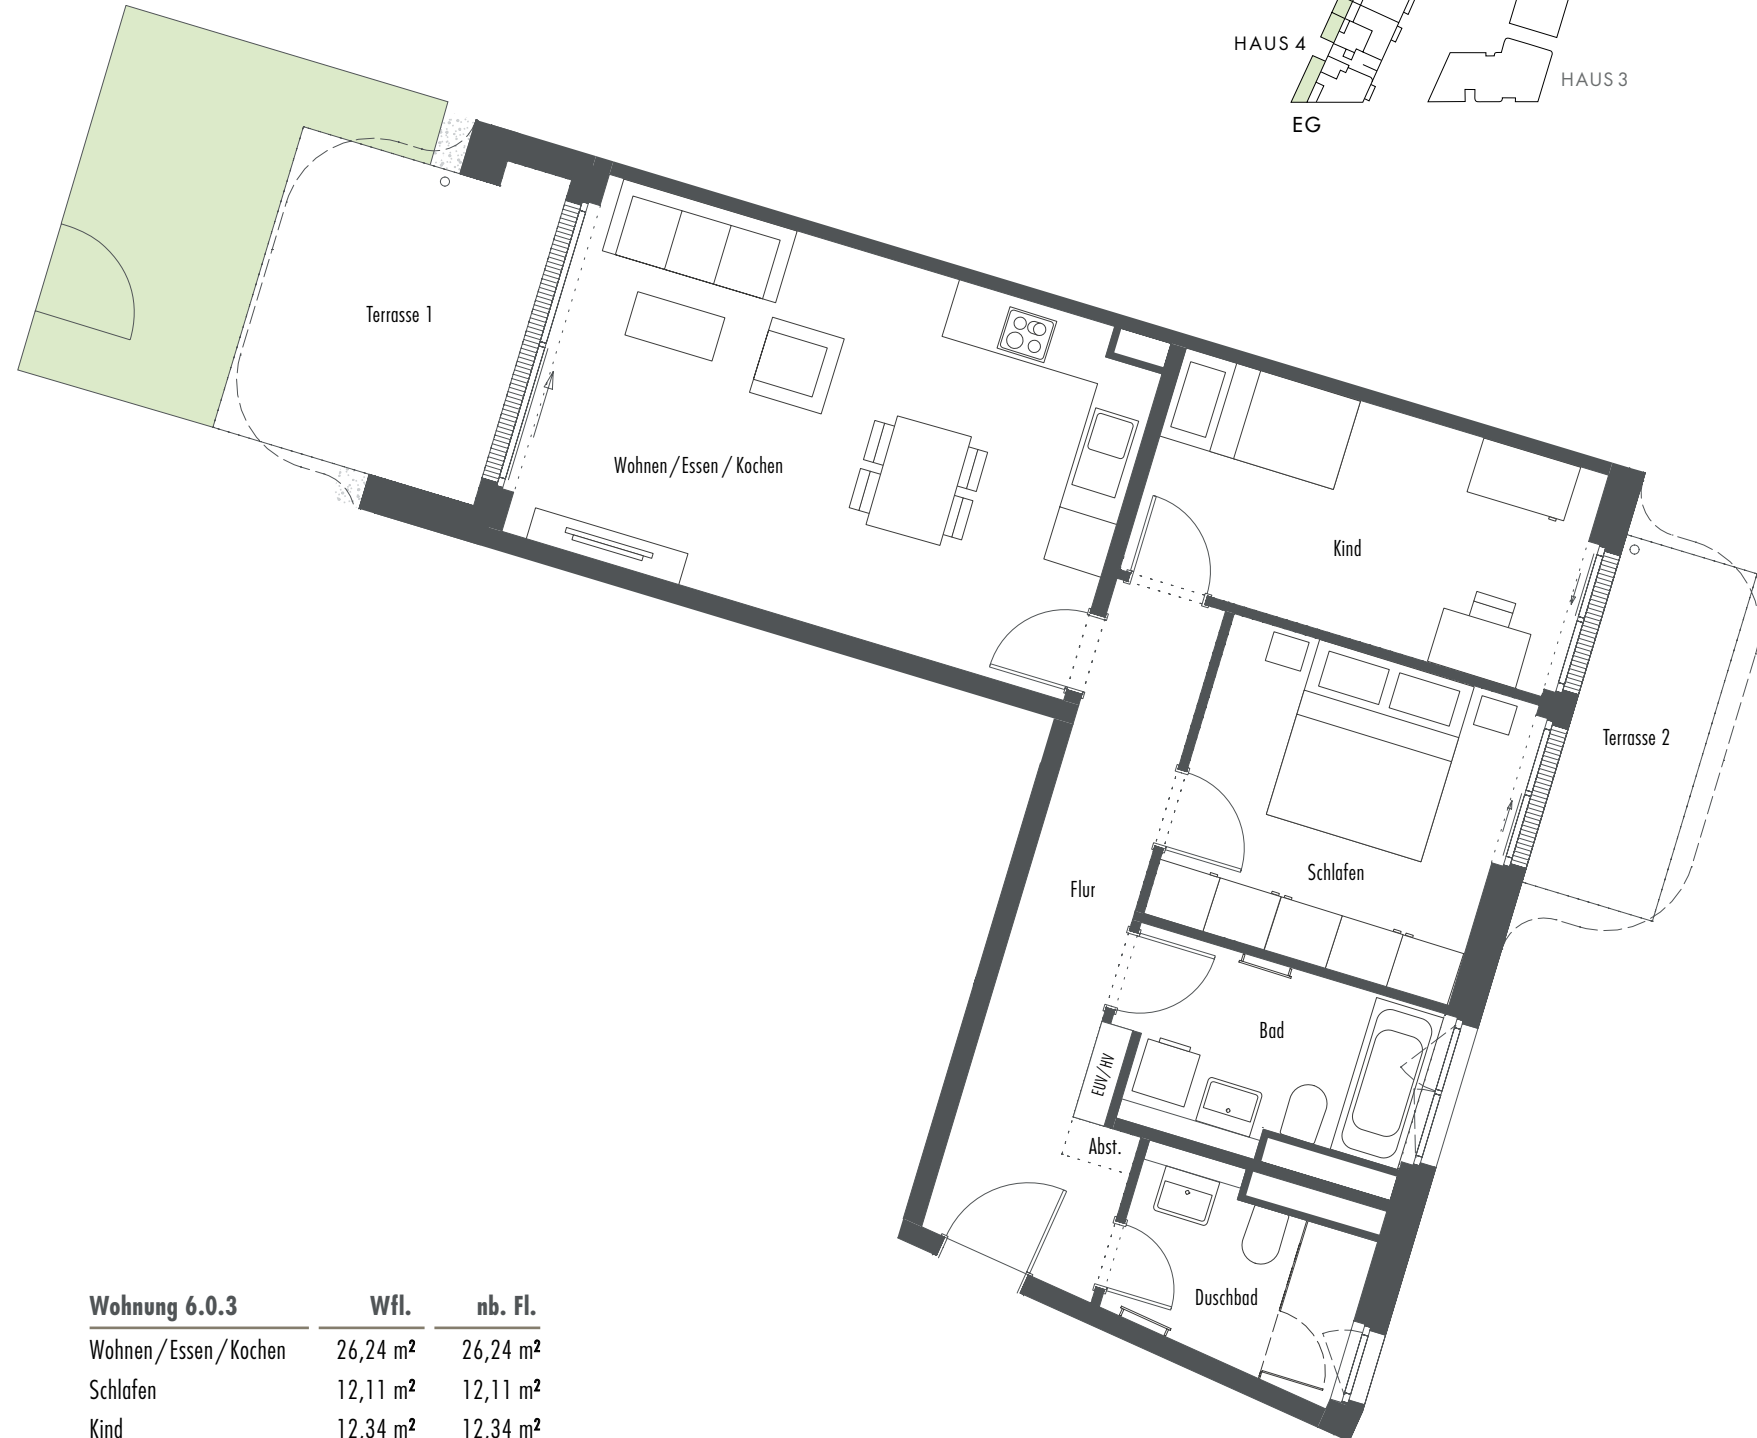 HAUS 4
HAUS 3
EG
Terrasse 1
Wohnen/Essen/Kochen
Kind
Terrasse 2
Schlafen
Flur
Bad
EUV/HV
Abst.
Duschbad
Wohnung 6.0.3 Wfl. nb. Fl.
Wohnen/Essen/Kochen 26,24 m² 26,24 m²
Schlafen 12,11 m² 12,11 m²
Kind 12,34 m² 12,34 m²